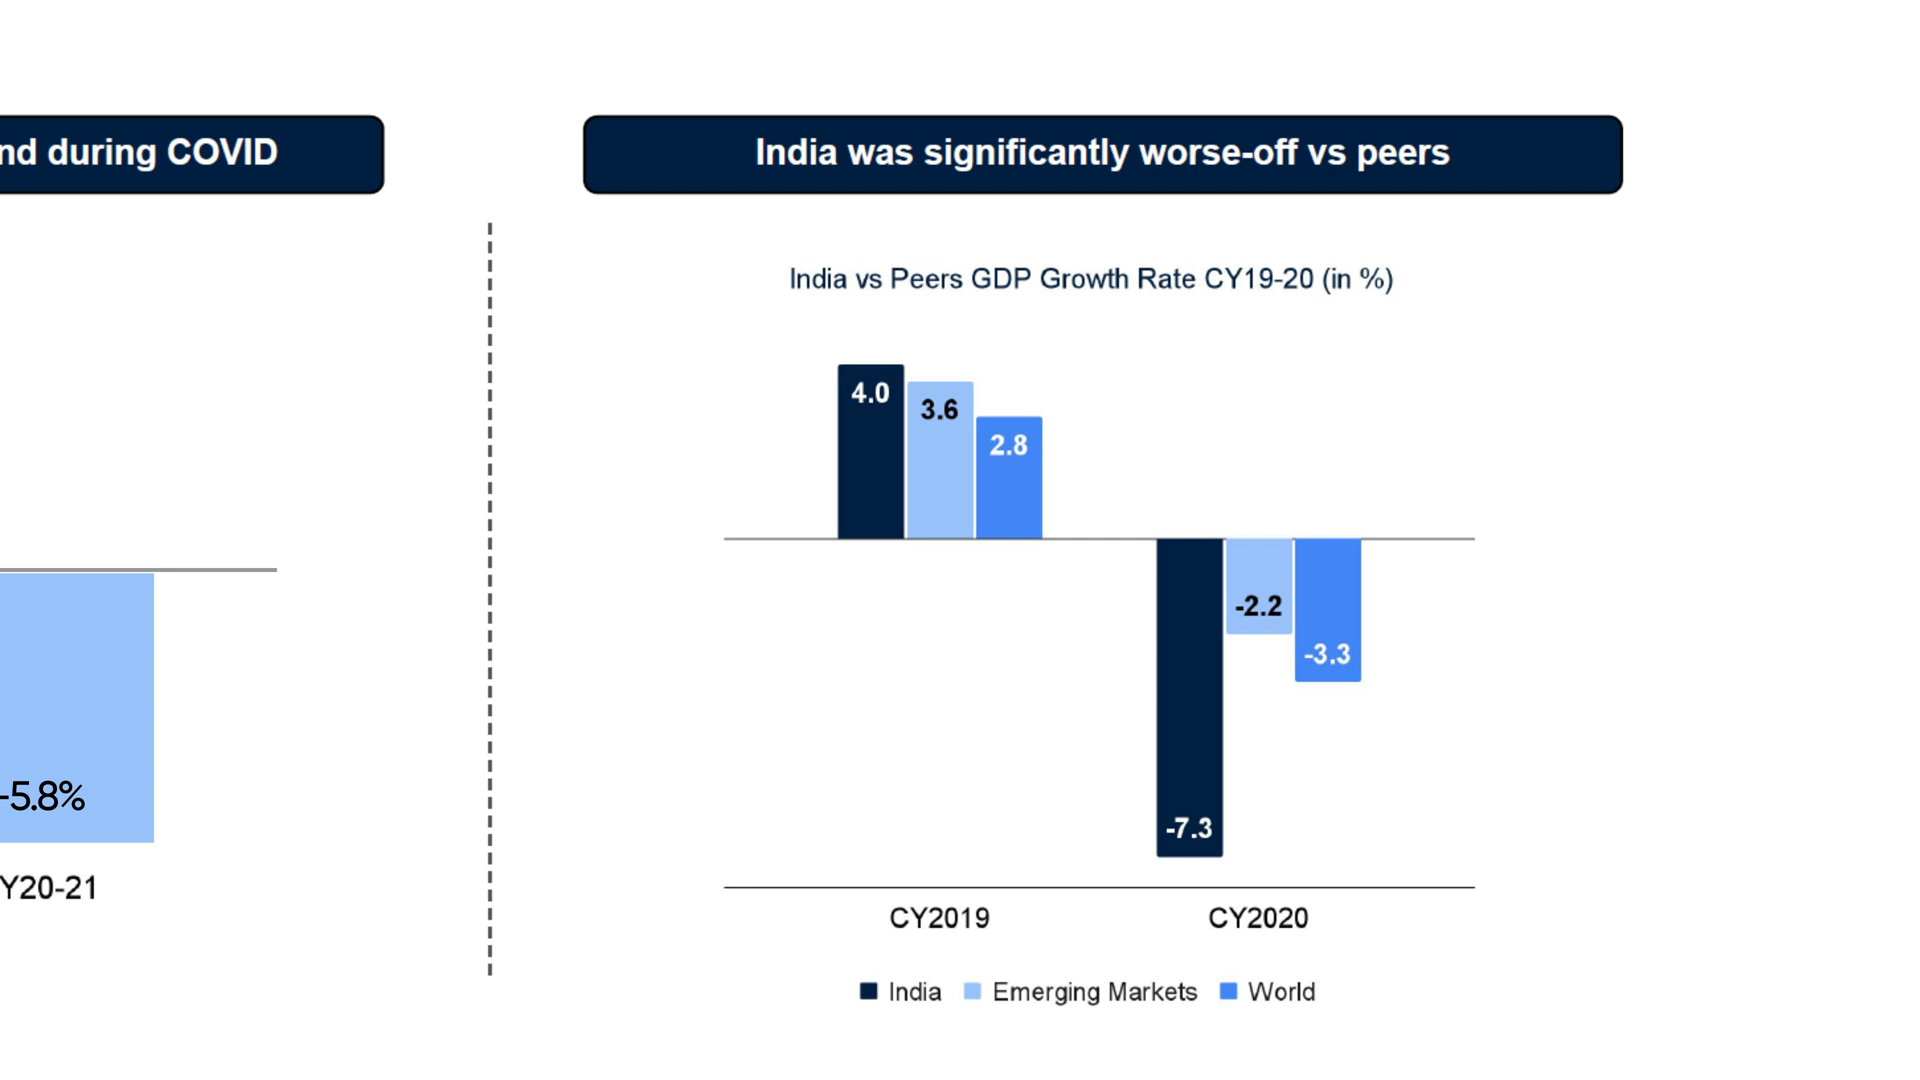 nd during COVID
-5.8%
Y20-21
India was significantly worse-off vs peers
India vs Peers GDP Growth Rate CY19-20 (in %)
4.0
3.6
2.8
-2.2
-3.3
-7.3
CY2019 CY2020
India Emerging Markets World